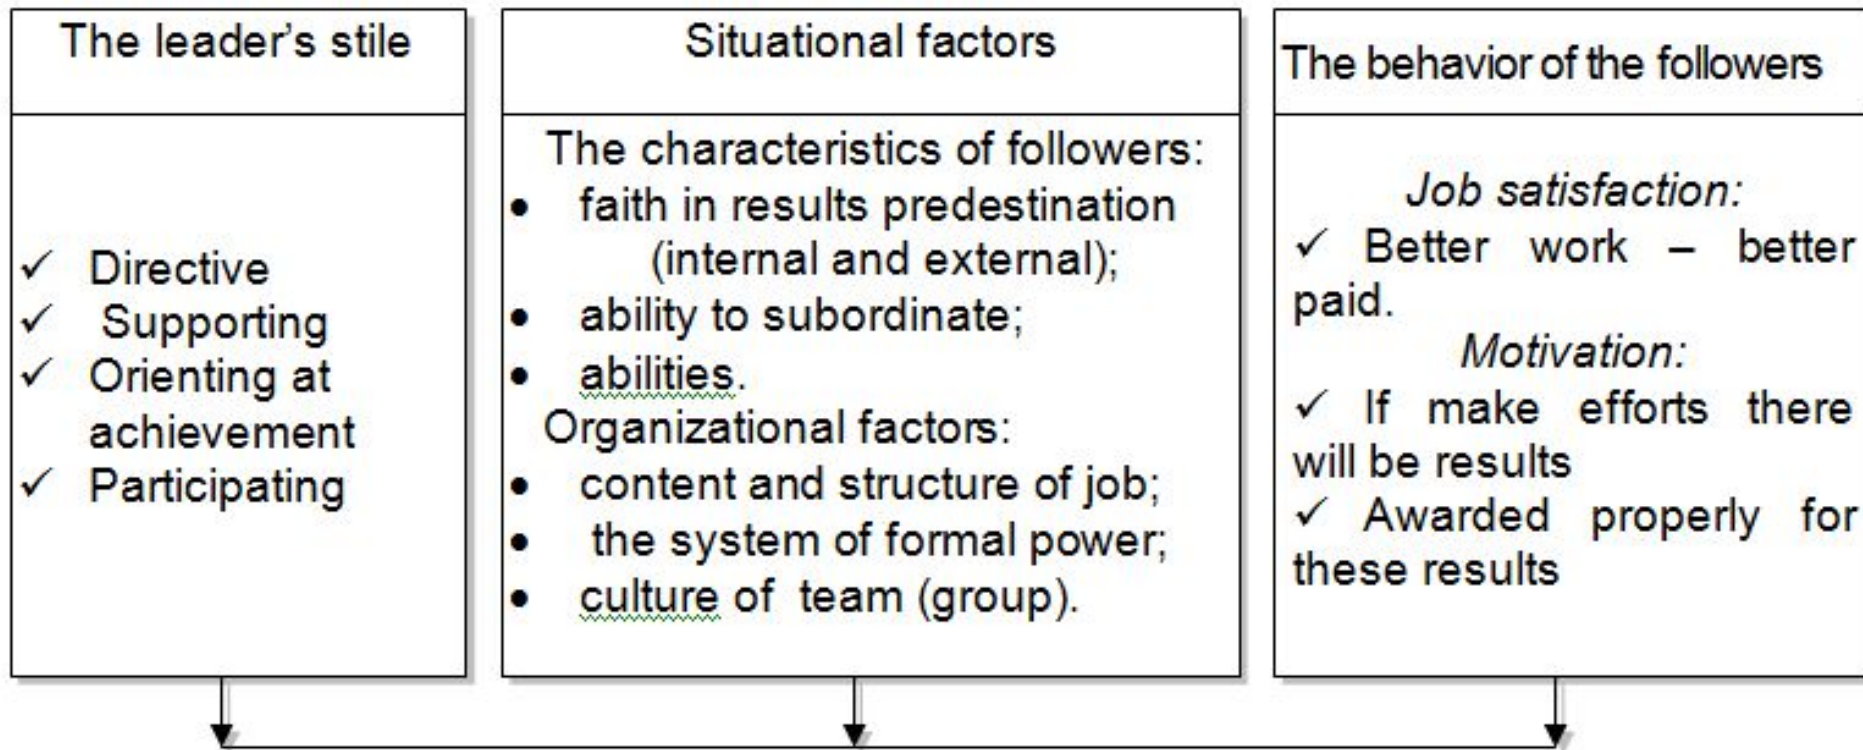 The leader's stile
✓ Directive
✓ Supporting
✓ Orienting at
achievement
✓ Participating
Situational factors
The characteristics of followers:
• faith in results predestination
(internal and external);
• ability to subordinate;
• abilities.
Organizational factors:
• content and structure of job;
• the system of formal power;
• culture of team (group).
The behavior of the followers
Job satisfaction:
✓ Better work – better
paid.
Motivation:
✓ If make efforts there
will be results
✓ Awarded properly for
these results